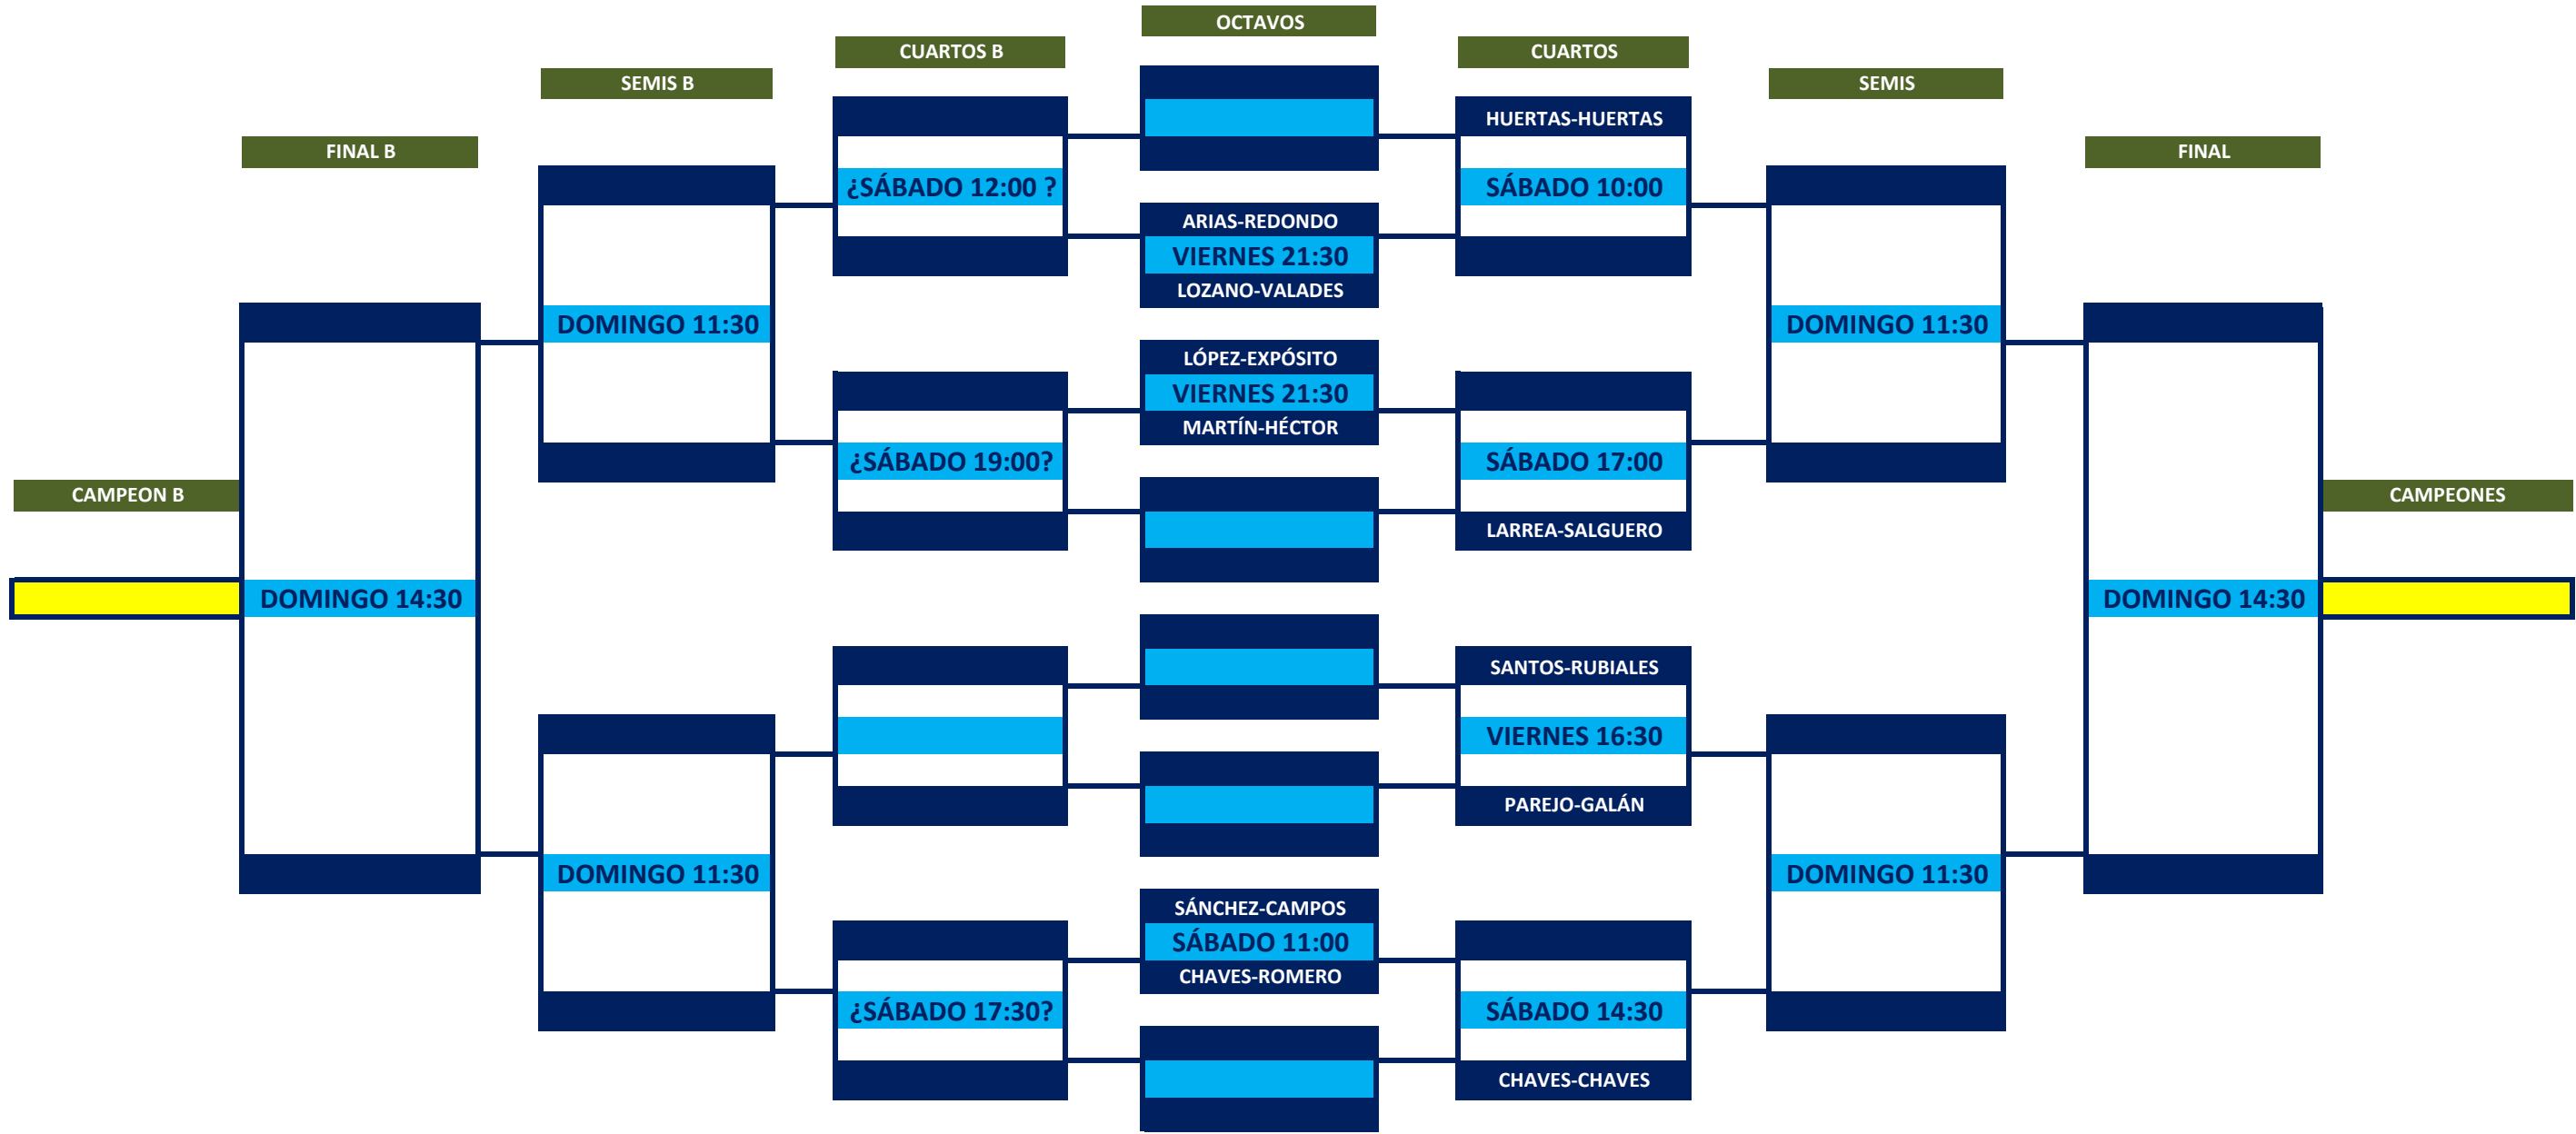 OCTAVOS
CUARTOS B
CUARTOS
SEMIS B
SEMIS
HUERTAS-HUERTAS
FINAL B
FINAL
¿SÁBADO 12:00 ?
SÁBADO 10:00
ARIAS-REDONDO
VIERNES 21:30
LOZANO-VALADES
DOMINGO 11:30
DOMINGO 11:30
LÓPEZ-EXPÓSITO
VIERNES 21:30
MARTÍN-HÉCTOR
¿SÁBADO 19:00?
SÁBADO 17:00
CAMPEON B
CAMPEONES
LARREA-SALGUERO
DOMINGO 14:30
DOMINGO 14:30
SANTOS-RUBIALES
VIERNES 16:30
PAREJO-GALÁN
DOMINGO 11:30
DOMINGO 11:30
SÁNCHEZ-CAMPOS
SÁBADO 11:00
CHAVES-ROMERO
¿SÁBADO 17:30?
SÁBADO 14:30
CHAVES-CHAVES